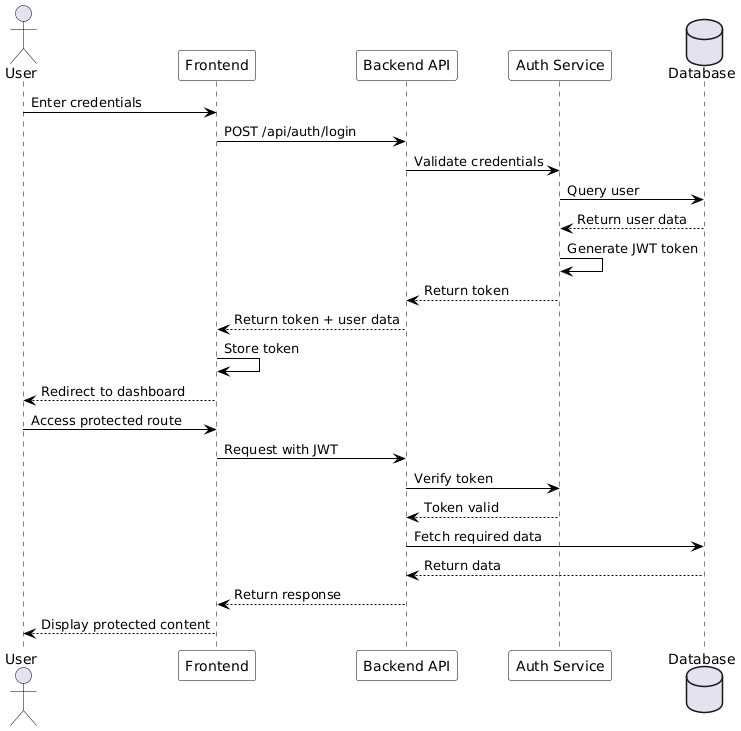 User
Frontend
Backend API
Auth Service
Database
Enter credentials
POST /api/auth/login
Validate credentials
Query user
Return user data
Generate JWT token
Return token
Return token + user data
Store token
Redirect to dashboard
Access protected route
Request with JWT
Verify token
Token valid
Fetch required data
Return data
Return response
Display protected content
User
Frontend
Backend API
Auth Service
Database